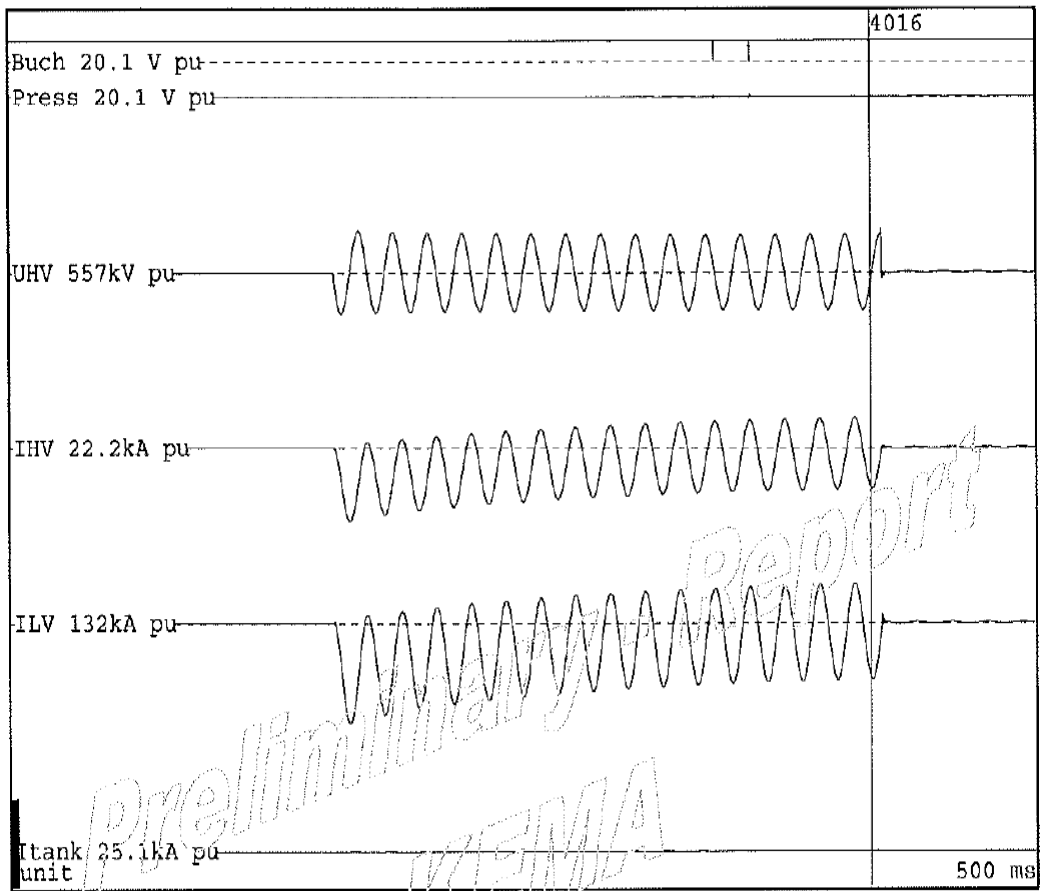 4016
Buch 20.1 V pu
Press 20.1 V pu
UHV 557kV pu
IHV 22.2kA pu
ILV 132kA pu
Preliminary - Report
KEMA
Itank 25.1kA pu
unit
500 ms